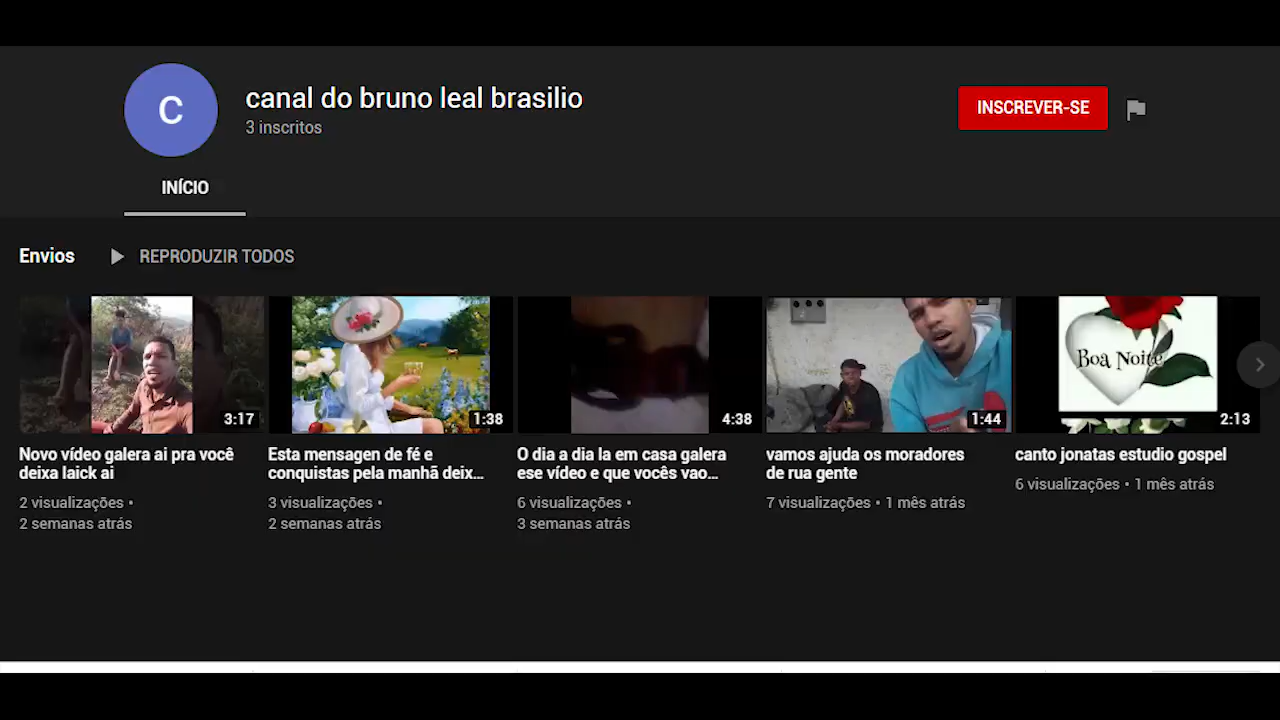 C
canal do bruno leal brasilio
3 inscritos
INSCREVER-SE
INÍCIO
Envios
REPRODUZIR TODOS
3:17
1:38
4:38
1:44
Boa Noite
2:13
Novo vídeo galera ai pra você
deixa laick ai
2 visualizações •
2 semanas atrás
Esta mensagen de fé e
conquistas pela manhã deix...
3 visualizações •
2 semanas atrás
O dia a dia la em casa galera
ese vídeo e que vocês vao...
6 visualizações •
3 semanas atrás
vamos ajuda os moradores
de rua gente
7 visualizações • 1 mês atrás
canto jonatas estudio gospel
6 visualizações • 1 mês atrás